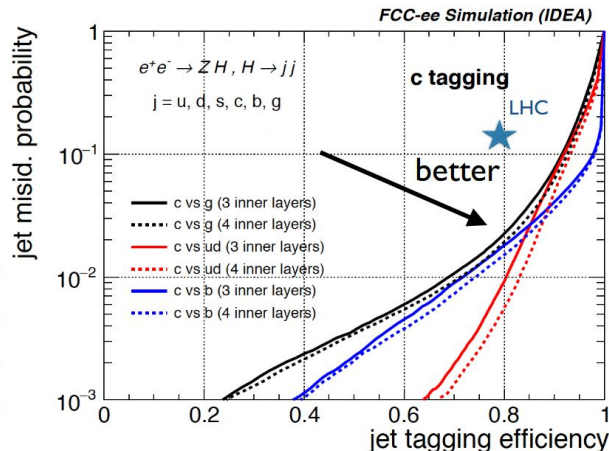 FCC-ee Simulation (IDEA)
jet misid. probability
1
10⁻¹
10⁻²
10⁻³
e⁺e⁻ → Z H , H → j j
j = u, d, s, c, b, g
c tagging
LHC
better
c vs g (3 inner layers)
c vs g (4 inner layers)
c vs ud (3 inner layers)
c vs ud (4 inner layers)
c vs b (3 inner layers)
c vs b (4 inner layers)
0 0.2 0.4 0.6 0.8 1
jet tagging efficiency